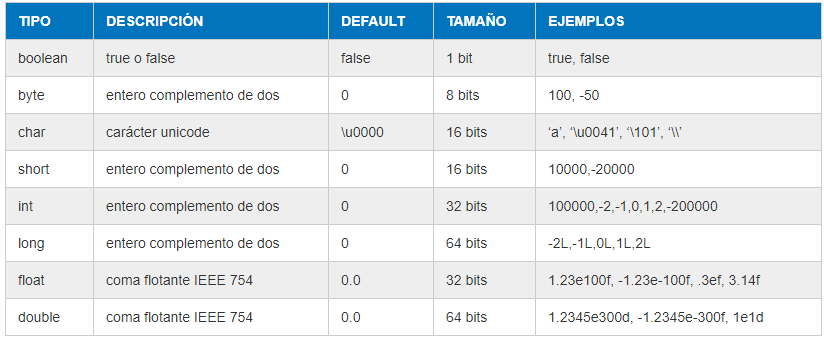 TIPO DESCRIPCIÓN DEFAULT TAMAÑO EJEMPLOS
boolean true o false false 1 bit true, false
byte entero complemento de dos 0 8 bits 100, -50
char carácter unicode \u0000 16 bits ‘a’, ‘\u0041’, ‘\101’, ‘\\’
short entero complemento de dos 0 16 bits 10000,-20000
int entero complemento de dos 0 32 bits 100000,-2,-1,0,1,2,-200000
long entero complemento de dos 0 64 bits -2L,-1L,0L,1L,2L
float coma flotante IEEE 754 0.0 32 bits 1.23e100f, -1.23e-100f, .3ef, 3.14f
double coma flotante IEEE 754 0.0 64 bits 1.2345e300d, -1.2345e-300f, 1e1d